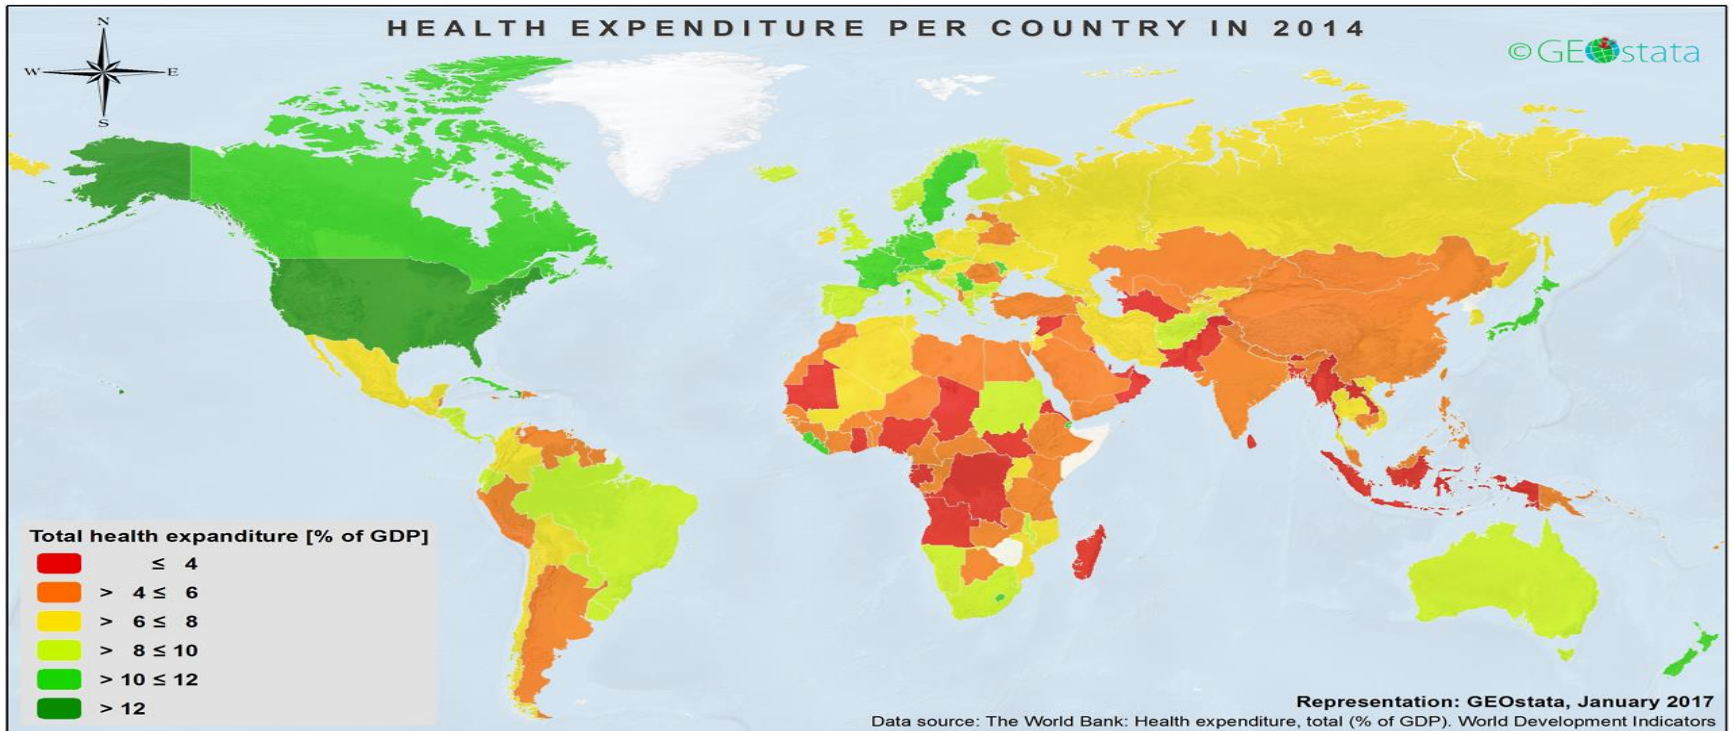 HEALTH EXPENDITURE PER COUNTRY IN 2014
N
W E
S
©GEOstata
Total health expanditure [% of GDP]
≤ 4
> 4 ≤ 6
> 6 ≤ 8
> 8 ≤ 10
> 10 ≤ 12
> 12
Representation: GEOstata, January 2017
Data source: The World Bank: Health expenditure, total (% of GDP). World Development Indicators